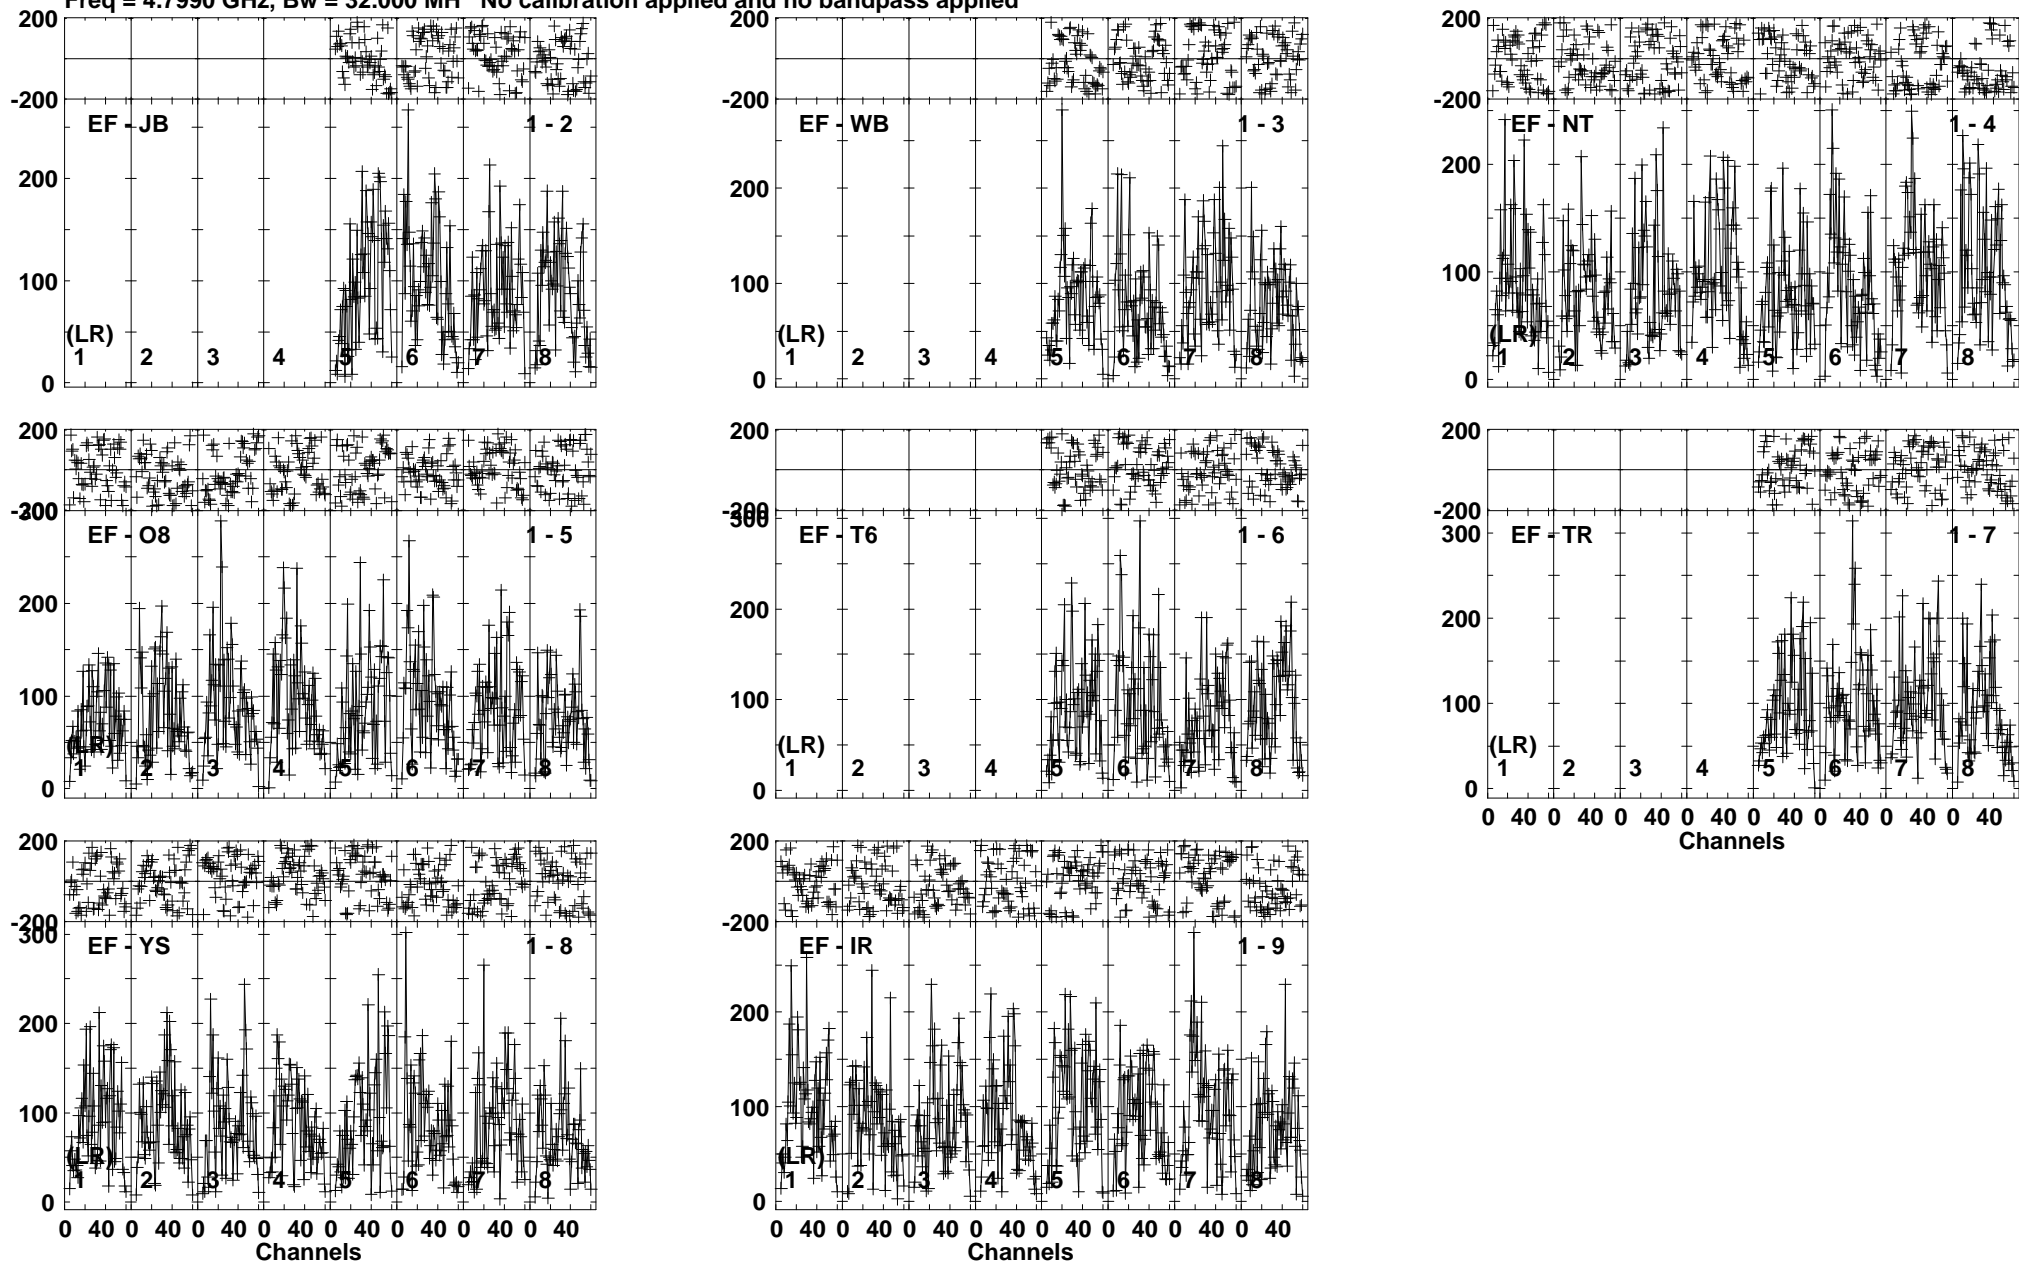 Freq = 4.7990 GHz, Bw = 32.000 MH No calibration applied and no bandpass applied
200 200 200
-200 -200 -200
EF - JB 1 - 2 EF - WB 1 - 3 EF - NT 1 - 4
200 200 200
100 100 100
(LR) (LR) (LR)
1 2 3 4 5 6 7 8 1 2 3 4 5 6 7 8 1 2 3 4 5 6 7 8
0 0 0
200 200 200
-200 -200 -200
300 300 300
EF - O8 1 - 5 EF - T6 1 - 6 EF - TR 1 - 7
200 200 200
100 100 100
(LR) (LR) (LR)
1 2 3 4 5 6 7 8 1 2 3 4 5 6 7 8 1 2 3 4 5 6 7 8
0 0 0
0 40 0 40 0 40 0 40 0 40 0 40 0 40 0 40
Channels
200 200
-200 -200
300
EF - YS 1 - 8 EF - IR 1 - 9
200 200
100 100
(LR) (LR)
1 2 3 4 5 6 7 8 1 2 3 4 5 6 7 8
0 0
0 40 0 40 0 40 0 40 0 40 0 40 0 40 0 40 0 40 0 40 0 40 0 40 0 40 0 40 0 40 0 40
Channels Channels